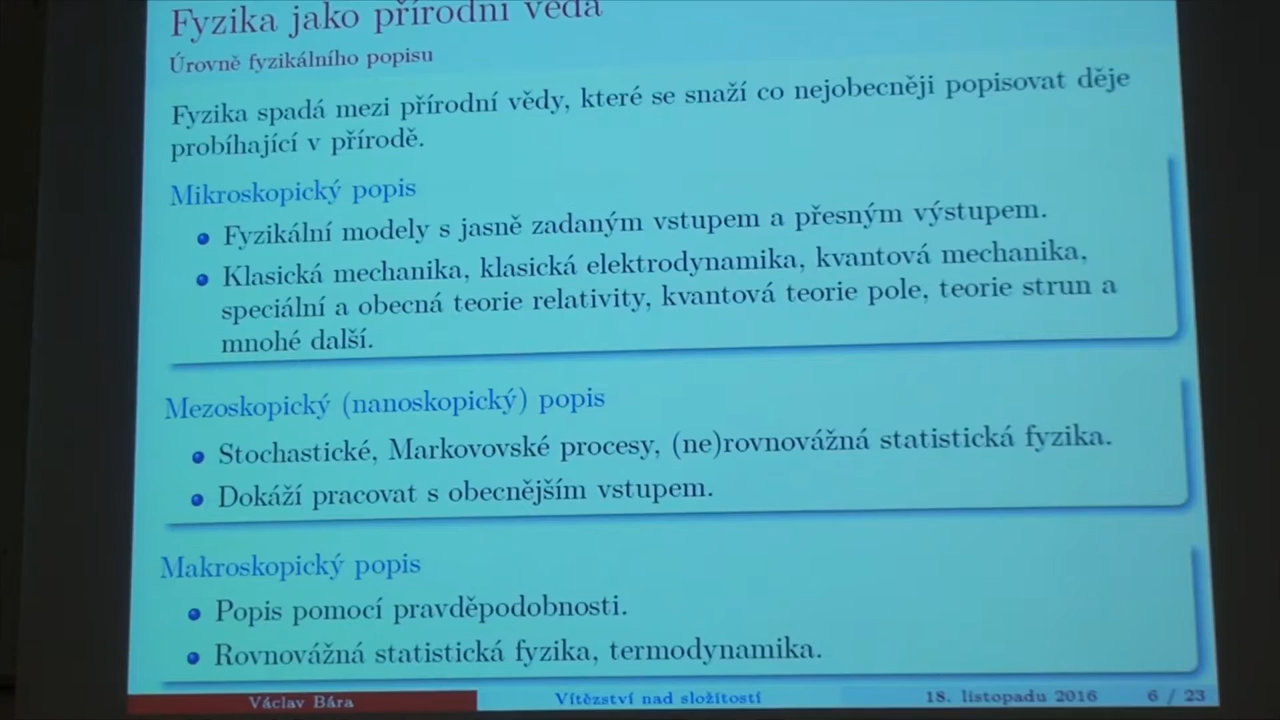 Fyzika jako přírodní věda
Úrovně fyzikálního popisu
Fyzika spadá mezi přírodní vědy, které se snaží co nejobecněji popisovat děje
probíhající v přírodě.
Mikroskopický popis
Fyzikální modely s jasně zadaným vstupem a přesným výstupem.
Klasická mechanika, klasická elektrodynamika, kvantová mechanika,
speciální a obecná teorie relativity, kvantová teorie pole, teorie strun a
mnohé další.
Mezoskopický (nanoskopický) popis
Stochastické, Markovovské procesy, (ne)rovnovážná statistická fyzika.
Dokáží pracovat s obecnějším vstupem.
Makroskopický popis
Popis pomocí pravděpodobnosti.
Rovnovážná statistická fyzika, termodynamika.
Václav Bára Vítězství nad složitostí 18. listopadu 2016 6 / 23